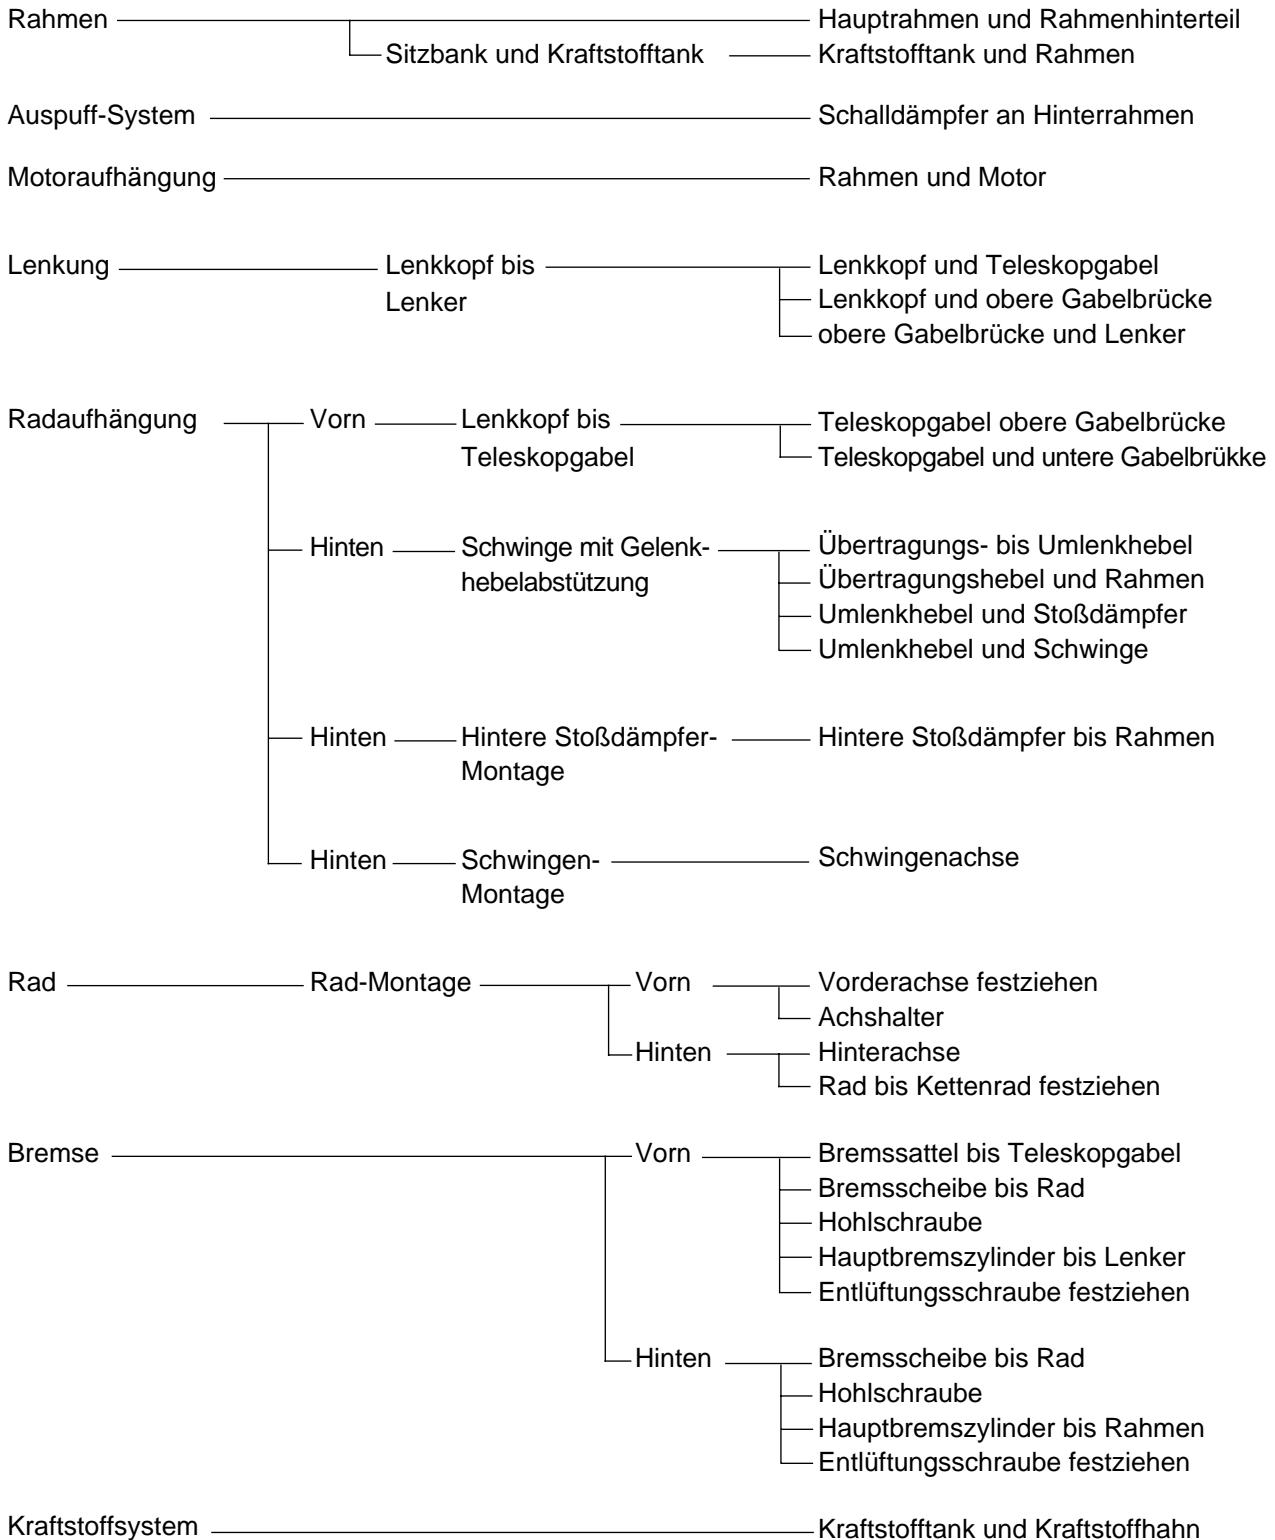 Rahmen Hauptrahmen und Rahmenhinterteil
Sitzbank und Kraftstofftank Kraftstofftank und Rahmen
Auspuff-System Schalldämpfer an Hinterrahmen
Motoraufhängung Rahmen und Motor
Lenkung Lenkkopf bis Lenkkopf und Teleskopgabel
Lenker Lenkkopf und obere Gabelbrücke
obere Gabelbrücke und Lenker
Radaufhängung Vorn Lenkkopf bis Teleskopgabel obere Gabelbrücke
Teleskopgabel Teleskopgabel und untere Gabelbrükke
Hinten Schwinge mit Gelenk- Übertragungs- bis Umlenkhebel
hebelabstützung Übertragungshebel und Rahmen
Umlenkhebel und Stoßdämpfer
Umlenkhebel und Schwinge
Hinten Hintere Stoßdämpfer- Hintere Stoßdämpfer bis Rahmen
Montage
Hinten Schwingen- Schwingenachse
Montage
Rad Rad-Montage Vorn Vorderachse festziehen
Achshalter
Hinten Hinterachse
Rad bis Kettenrad festziehen
Bremse Vorn Bremssattel bis Teleskopgabel
Bremsscheibe bis Rad
Hohlschraube
Hauptbremszylinder bis Lenker
Entlüftungsschraube festziehen
Hinten Bremsscheibe bis Rad
Hohlschraube
Hauptbremszylinder bis Rahmen
Entlüftungsschraube festziehen
Kraftstoffsystem Kraftstofftank und Kraftstoffhahn